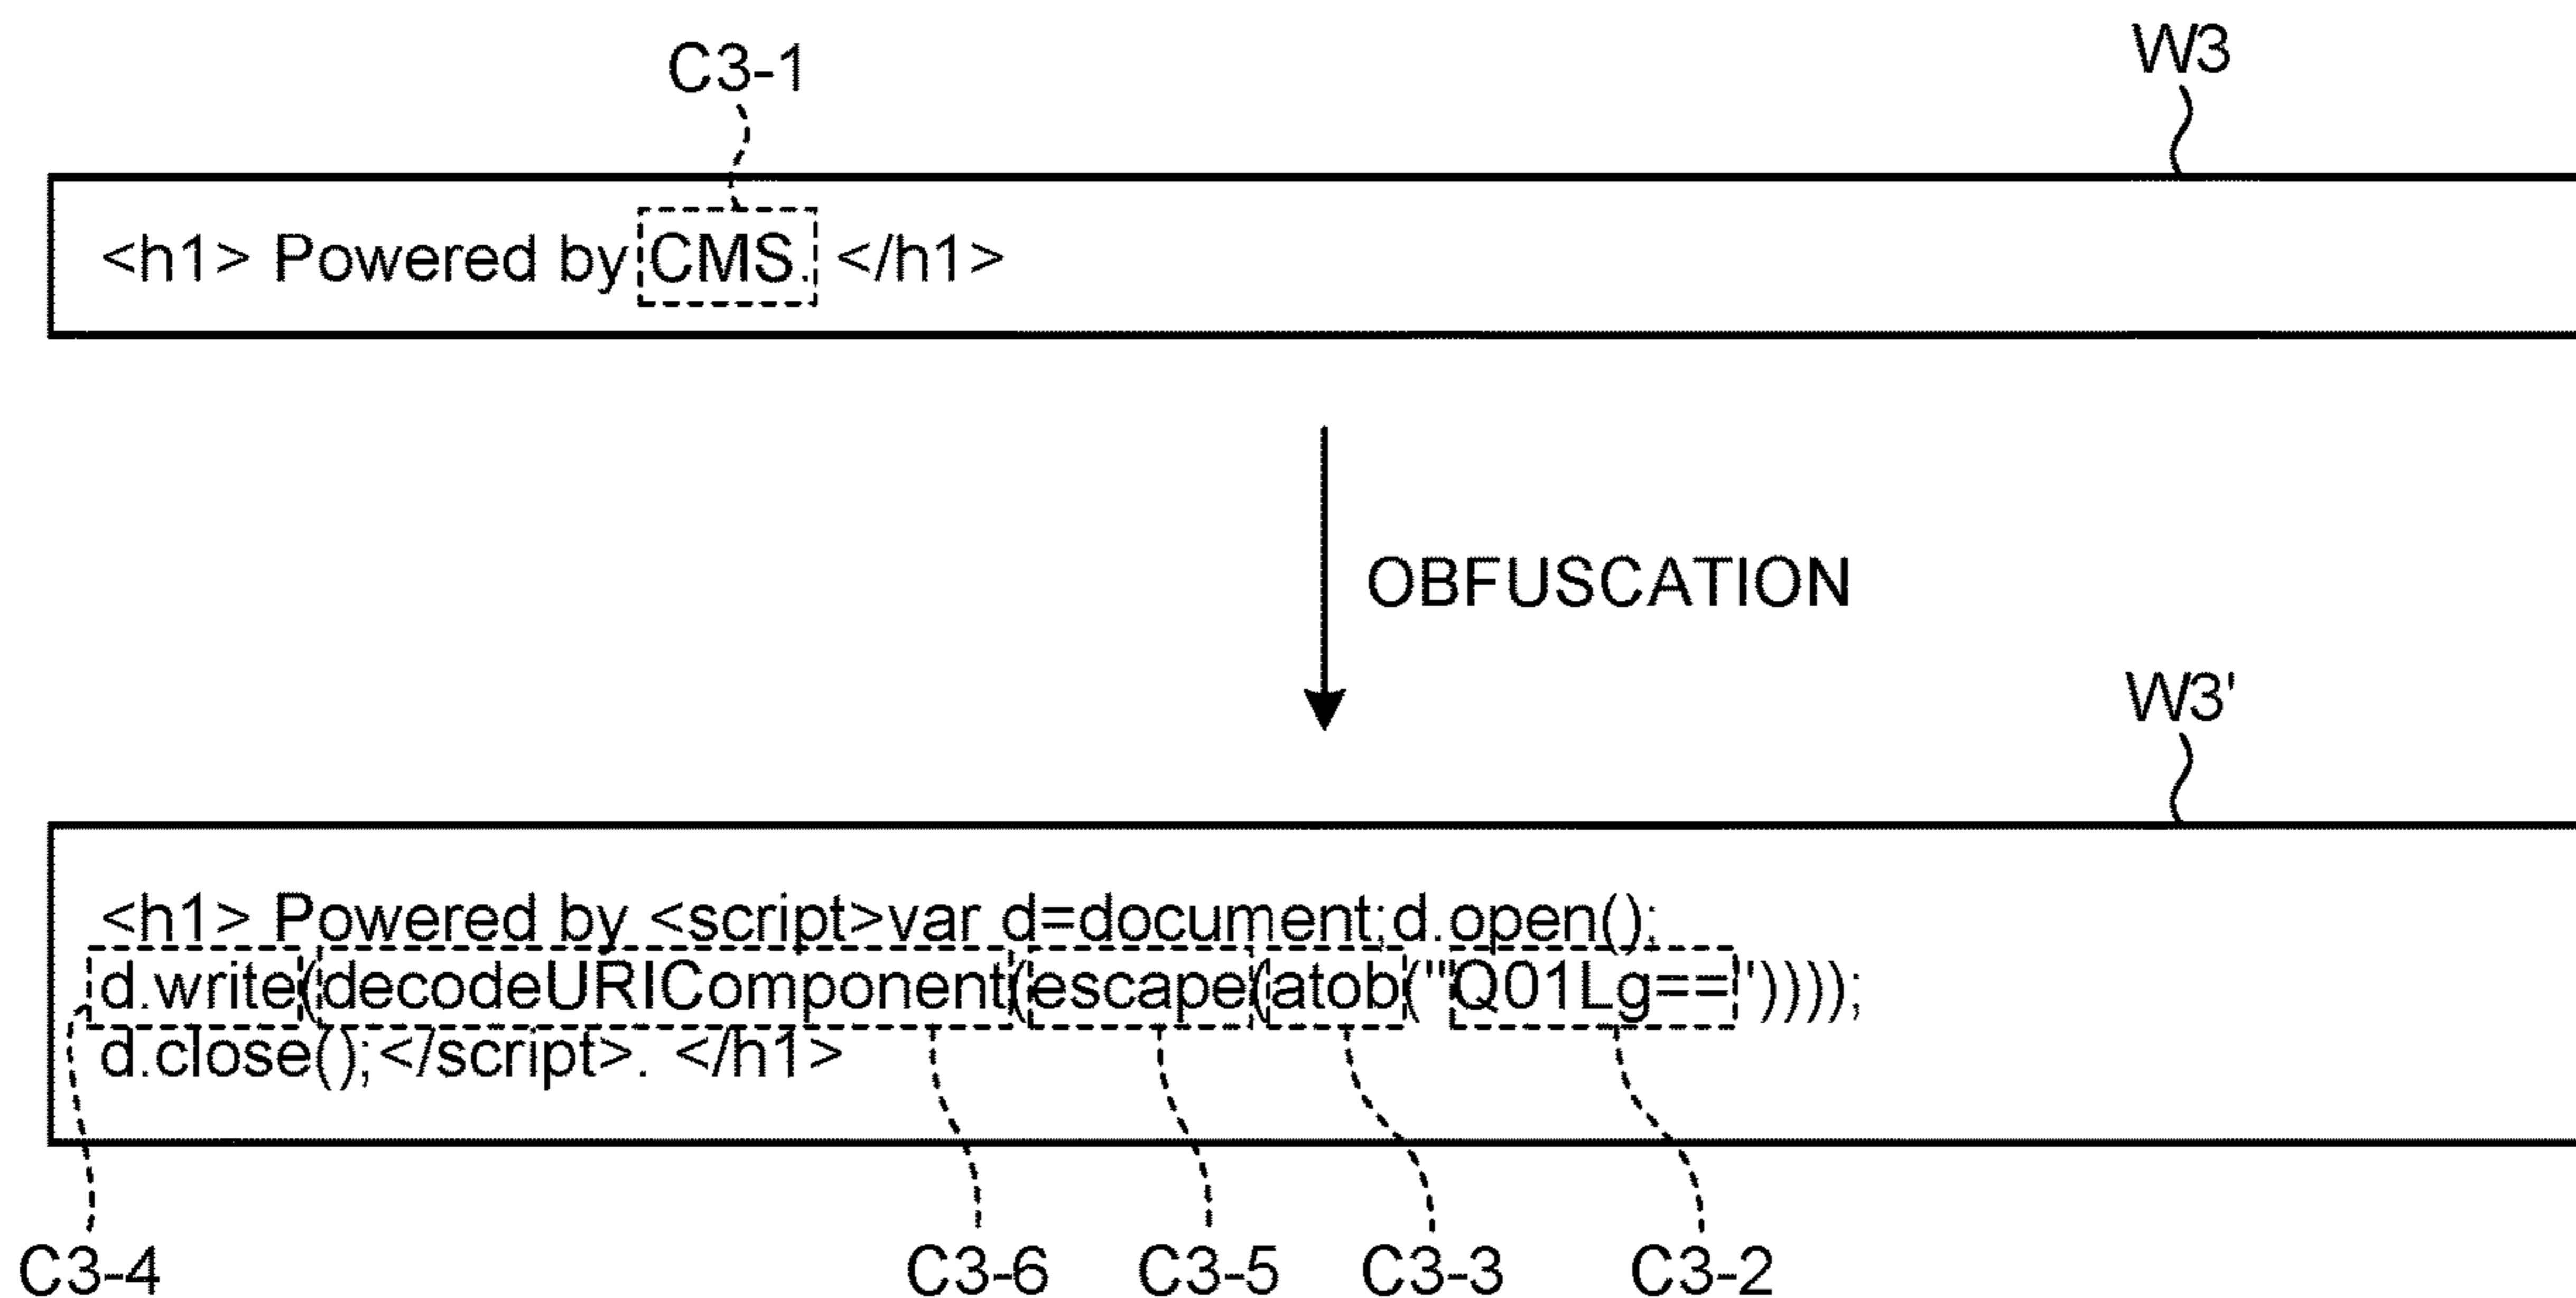 C3-1
W3
<h1> Powered by CMS. </h1>
OBFUSCATION
W3'
<h1> Powered by <script>var d=document;d.open();
d.write(decodeURIComponent(escape(atob("Q01Lg=="))));
d.close();</script>. </h1>
C3-4
C3-6
C3-5
C3-3
C3-2